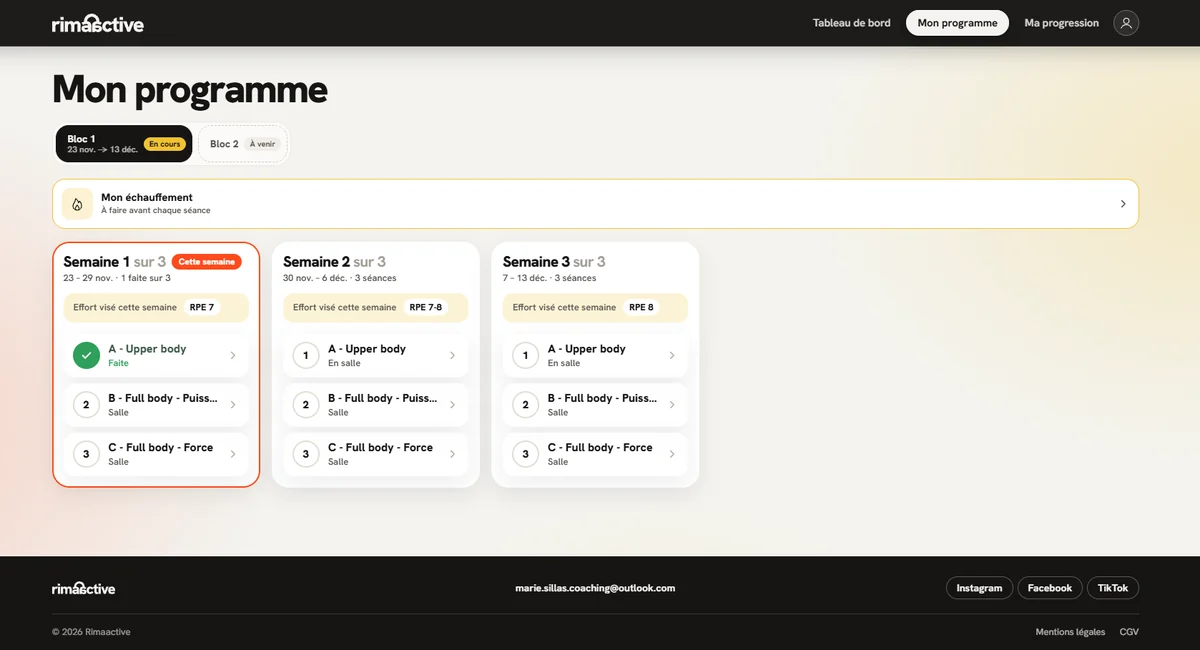 rimaactive
Tableau de bord
Mon programme
Ma progression
Mon programme
Bloc 1
23 nov. -> 13 déc.
En cours
Bloc 2
À venir
Mon échauffement
À faire avant chaque séance
Semaine 1 sur 3
Cette semaine
23 – 29 nov. · 1 faite sur 3
Effort visé cette semaine
RPE 7
A - Upper body
Faite
2
B - Full body - Puiss...
Salle
3
C - Full body - Force
Salle
Semaine 2 sur 3
30 nov. – 6 déc. · 3 séances
Effort visé cette semaine
RPE 7-8
1
A - Upper body
En salle
2
B - Full body - Puiss...
Salle
3
C - Full body - Force
Salle
Semaine 3 sur 3
7 – 13 déc. · 3 séances
Effort visé cette semaine
RPE 8
1
A - Upper body
En salle
2
B - Full body - Puiss...
Salle
3
C - Full body - Force
Salle
rimaactive
marie.sillas.coaching@outlook.com
Instagram
Facebook
TikTok
© 2026 Rimaactive
Mentions légales
CGV